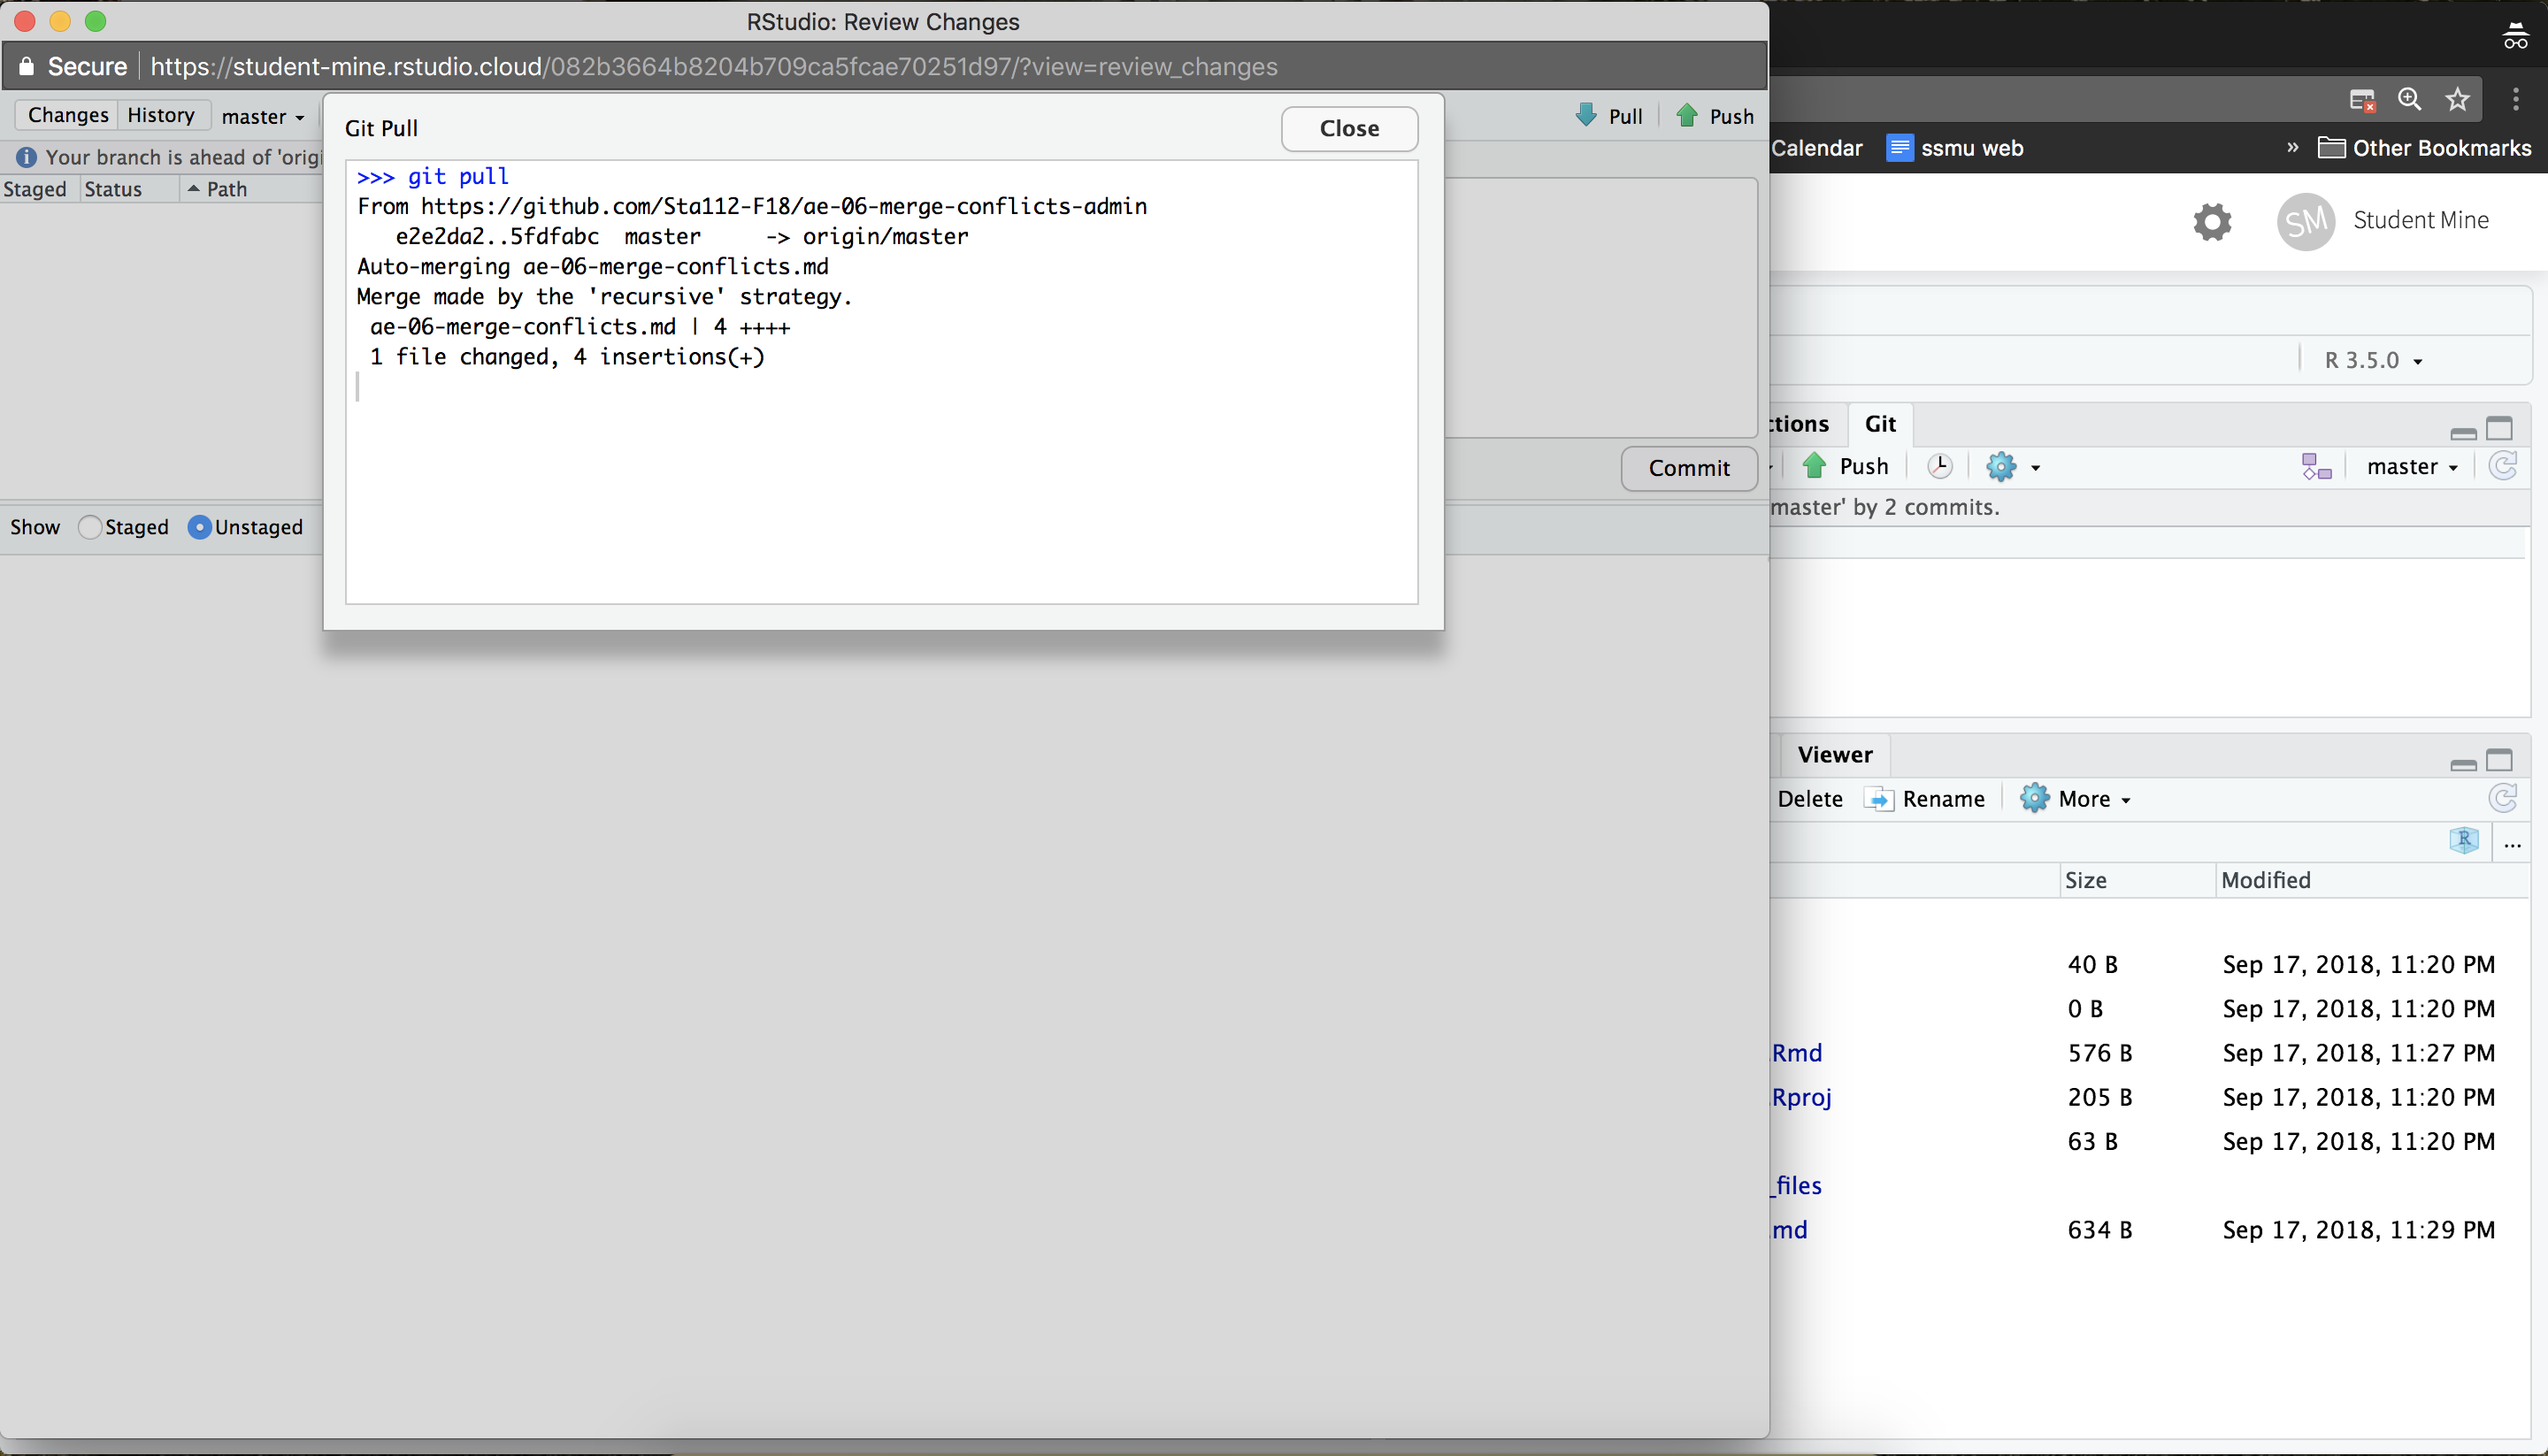 RStudio: Review Changes
Secure https://student-mine.rstudio.cloud/082b3664b8204b709ca5fcae70251d97/?view=review_changes
Changes History master
Pull Push
Your branch is ahead of 'origi
Staged Status Path
Git Pull Close
>>> git pull
From https://github.com/Sta112-F18/ae-06-merge-conflicts-admin
e2e2da2..5fdfabc master -> origin/master
Auto-merging ae-06-merge-conflicts.md
Merge made by the 'recursive' strategy.
ae-06-merge-conflicts.md | 4 ++++
1 file changed, 4 insertions(+)
Commit
Show Staged Unstaged
Calendar ssmu web » Other Bookmarks
SM Student Mine
R 3.5.0
ctions Git
Push master
master' by 2 commits.
Viewer
Delete Rename More
R ...
Size Modified
40 B Sep 17, 2018, 11:20 PM
0 B Sep 17, 2018, 11:20 PM
.Rmd 576 B Sep 17, 2018, 11:27 PM
.Rproj 205 B Sep 17, 2018, 11:20 PM
63 B Sep 17, 2018, 11:20 PM
_files
md 634 B Sep 17, 2018, 11:29 PM